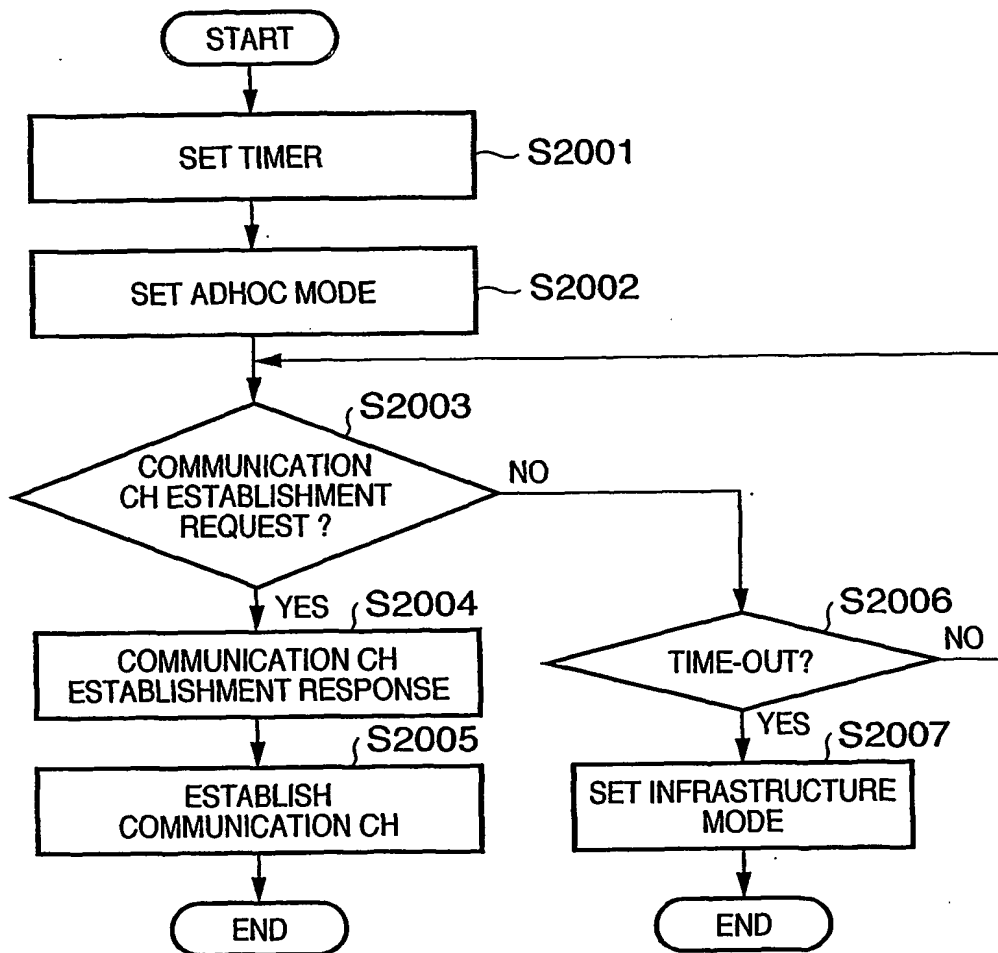 START
SET TIMER
S2001
SET ADHOC MODE
S2002
S2003
COMMUNICATION
CH ESTABLISHMENT
REQUEST ?
NO
YES
S2004
COMMUNICATION CH
ESTABLISHMENT RESPONSE
S2005
ESTABLISH
COMMUNICATION CH
END
S2006
TIME-OUT?
NO
YES
S2007
SET INFRASTRUCTURE
MODE
END